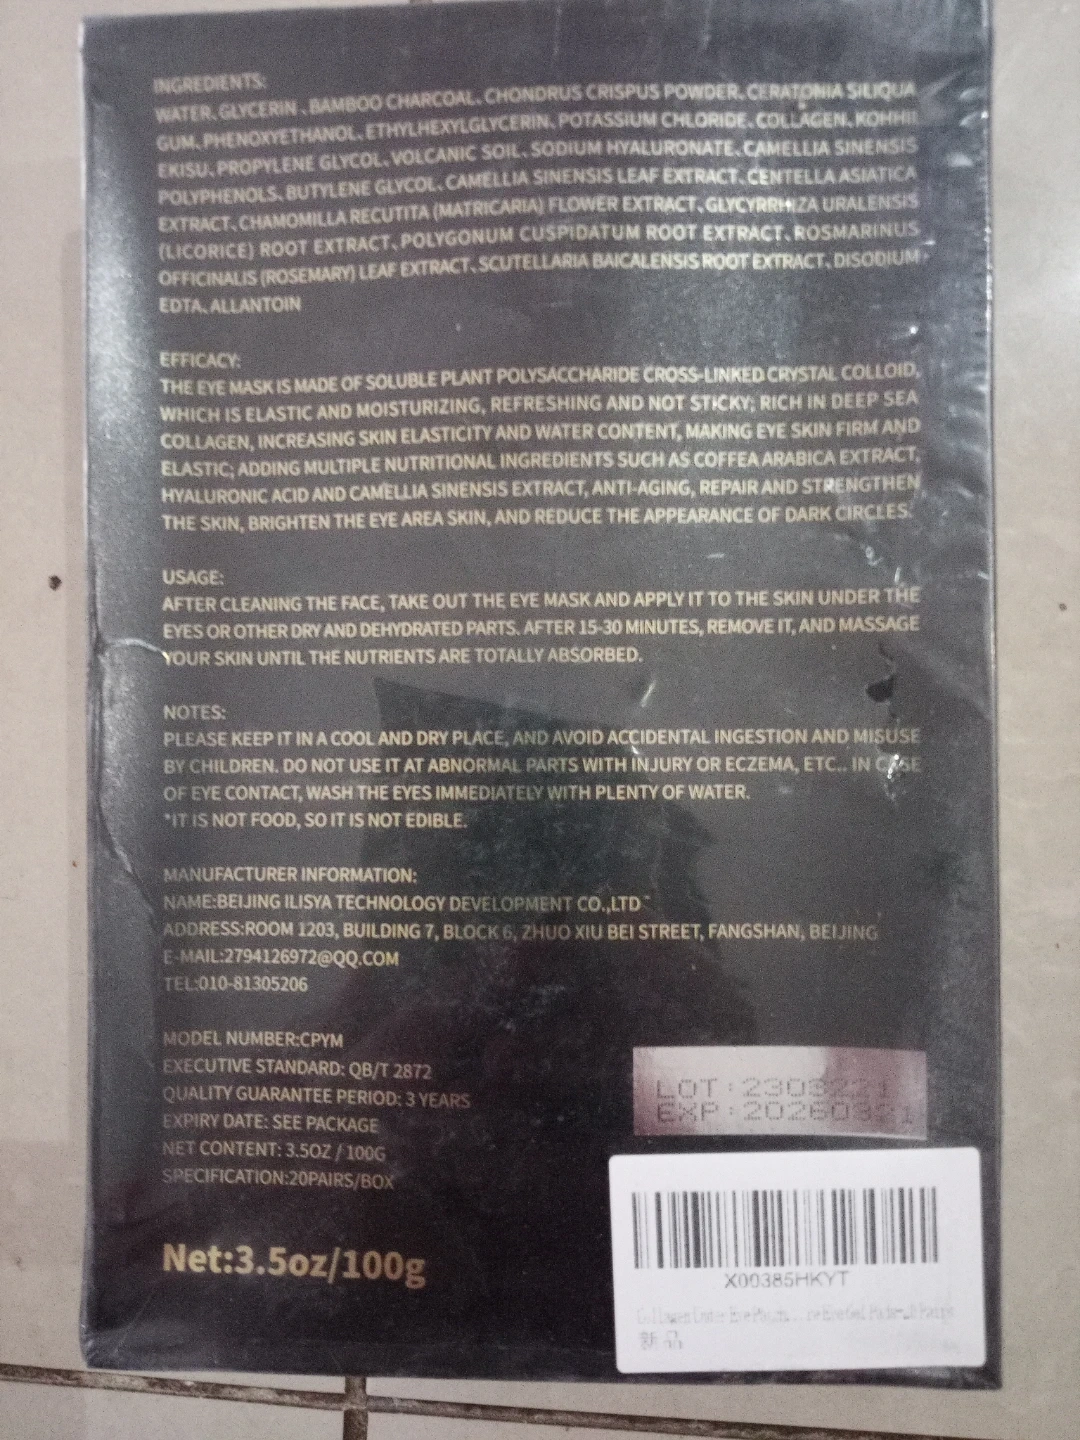 INGREDIENTS:
WATER、GLYCERIN、BAMBOO CHARCOAL、CHONDRUS CRISPUS POWDER、CERATONIA SILIQUA
GUM、PHENOXYETHANOL、ETHYLHEXYLGLYCERIN、POTASSIUM CHLORIDE、COLLAGEN、KOHHII
EKISU、PROPYLENE GLYCOL、VOLCANIC SOIL、SODIUM HYALURONATE、CAMELLIA SINENSIS
POLYPHENOLS、BUTYLENE GLYCOL、CAMELLIA SINENSIS LEAF EXTRACT、CENTELLA ASIATICA
EXTRACT、CHAMOMILLA RECUTITA (MATRICARIA) FLOWER EXTRACT、GLYCYRRHIZA URALENSIS
(LICORICE) ROOT EXTRACT、POLYGONUM CUSPIDATUM ROOT EXTRACT、ROSMARINUS
OFFICINALIS (ROSEMARY) LEAF EXTRACT、SCUTELLARIA BAICALENSIS ROOT EXTRACT、DISODIUM
EDTA、ALLANTOIN
EFFICACY:
THE EYE MASK IS MADE OF SOLUBLE PLANT POLYSACCHARIDE CROSS-LINKED CRYSTAL COLLOID,
WHICH IS ELASTIC AND MOISTURIZING, REFRESHING AND NOT STICKY; RICH IN DEEP SEA
COLLAGEN, INCREASING SKIN ELASTICITY AND WATER CONTENT, MAKING EYE SKIN FIRM AND
ELASTIC; ADDING MULTIPLE NUTRITIONAL INGREDIENTS SUCH AS COFFEA ARABICA EXTRACT,
HYALURONIC ACID AND CAMELLIA SINENSIS EXTRACT, ANTI-AGING, REPAIR AND STRENGTHEN
THE SKIN, BRIGHTEN THE EYE AREA SKIN, AND REDUCE THE APPEARANCE OF DARK CIRCLES.
USAGE:
AFTER CLEANING THE FACE, TAKE OUT THE EYE MASK AND APPLY IT TO THE SKIN UNDER THE
EYES OR OTHER DRY AND DEHYDRATED PARTS. AFTER 15-30 MINUTES, REMOVE IT, AND MASSAGE
YOUR SKIN UNTIL THE NUTRIENTS ARE TOTALLY ABSORBED.
NOTES:
PLEASE KEEP IT IN A COOL AND DRY PLACE, AND AVOID ACCIDENTAL INGESTION AND MISUSE
BY CHILDREN. DO NOT USE IT AT ABNORMAL PARTS WITH INJURY OR ECZEMA, ETC.. IN CASE
OF EYE CONTACT, WASH THE EYES IMMEDIATELY WITH PLENTY OF WATER.
*IT IS NOT FOOD, SO IT IS NOT EDIBLE.
MANUFACTURER INFORMATION:
NAME:BEIJING ILISYA TECHNOLOGY DEVELOPMENT CO.,LTD
ADDRESS:ROOM 1203, BUILDING 7, BLOCK 6, ZHUO XIU BEI STREET, FANGSHAN, BEIJING
E-MAIL:2794126972@QQ.COM
TEL:010-81305206
MODEL NUMBER:CPYM
EXECUTIVE STANDARD: QB/T 2872
QUALITY GUARANTEE PERIOD: 3 YEARS
EXPIRY DATE: SEE PACKAGE
NET CONTENT: 3.5OZ / 100G
SPECIFICATION:20PAIRS/BOX
LOT:2303221
EXP:20260321
Net:3.5oz/100g
X00385HKYT
新品